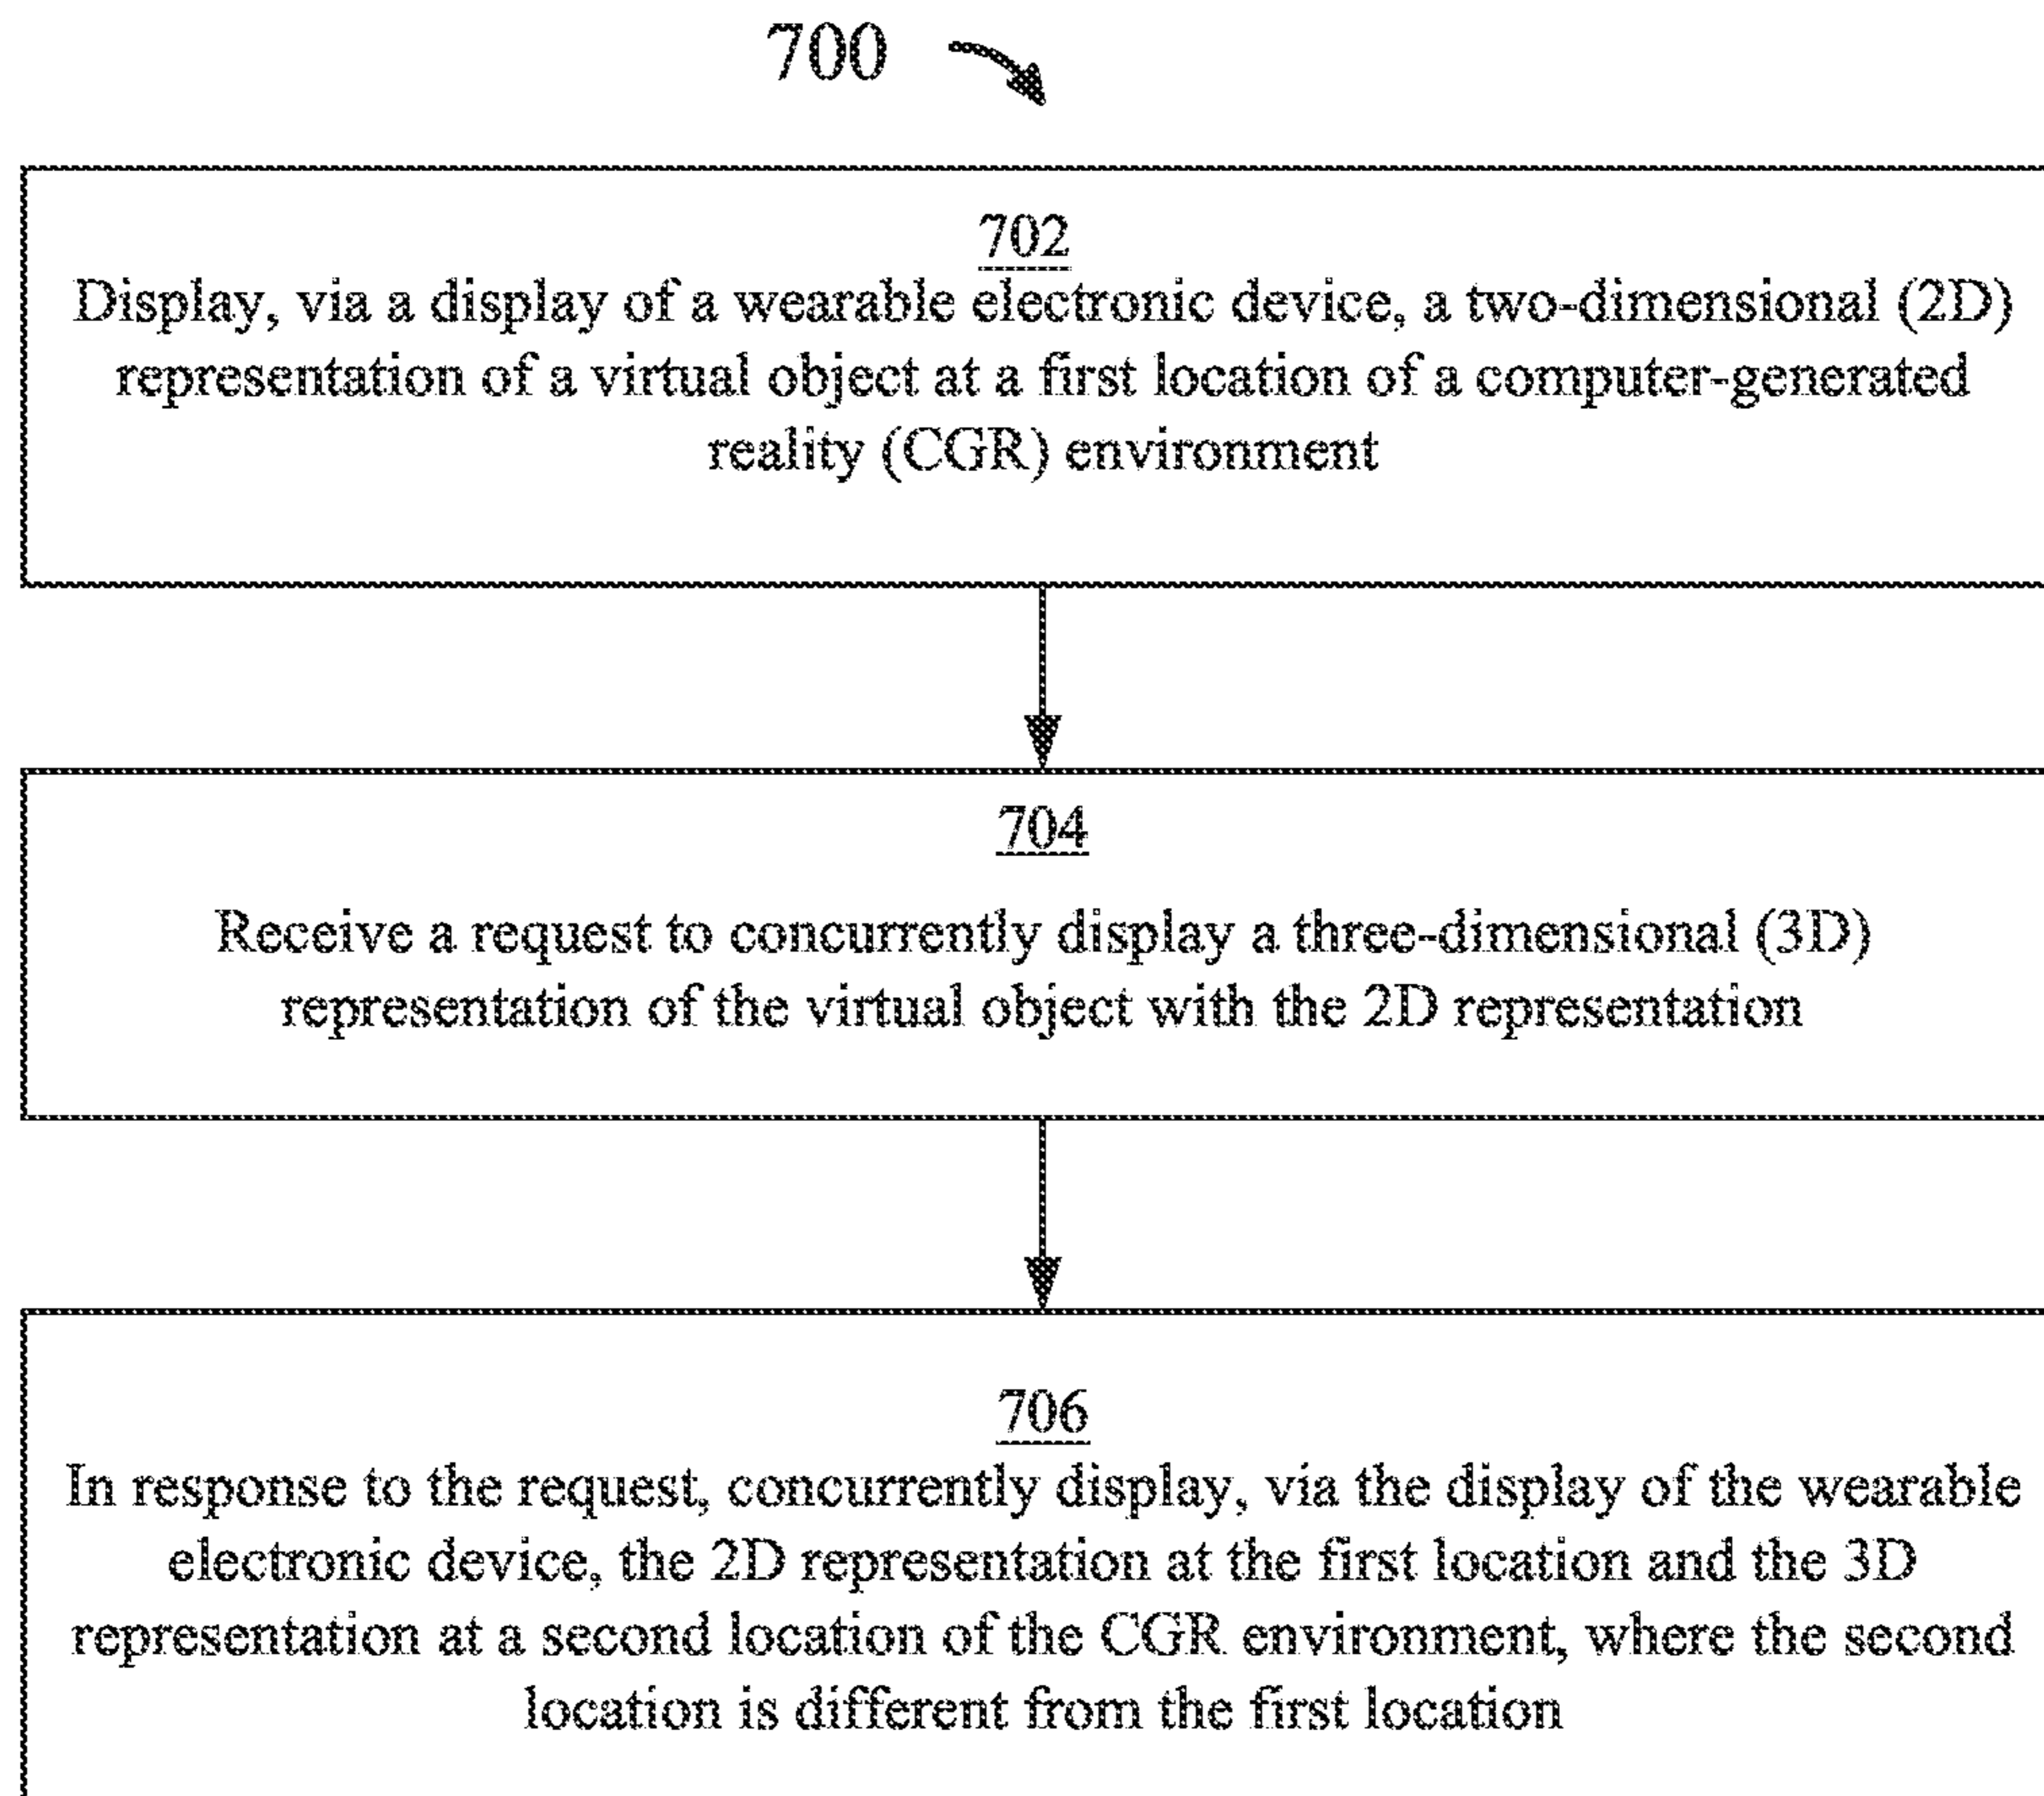 700
702
Display, via a display of a wearable electronic device, a two-dimensional (2D)
representation of a virtual object at a first location of a computer-generated
reality (CGR) environment
704
Receive a request to concurrently display a three-dimensional (3D)
representation of the virtual object with the 2D representation
706
In response to the request, concurrently display, via the display of the wearable
electronic device, the 2D representation at the first location and the 3D
representation at a second location of the CGR environment, where the second
location is different from the first location